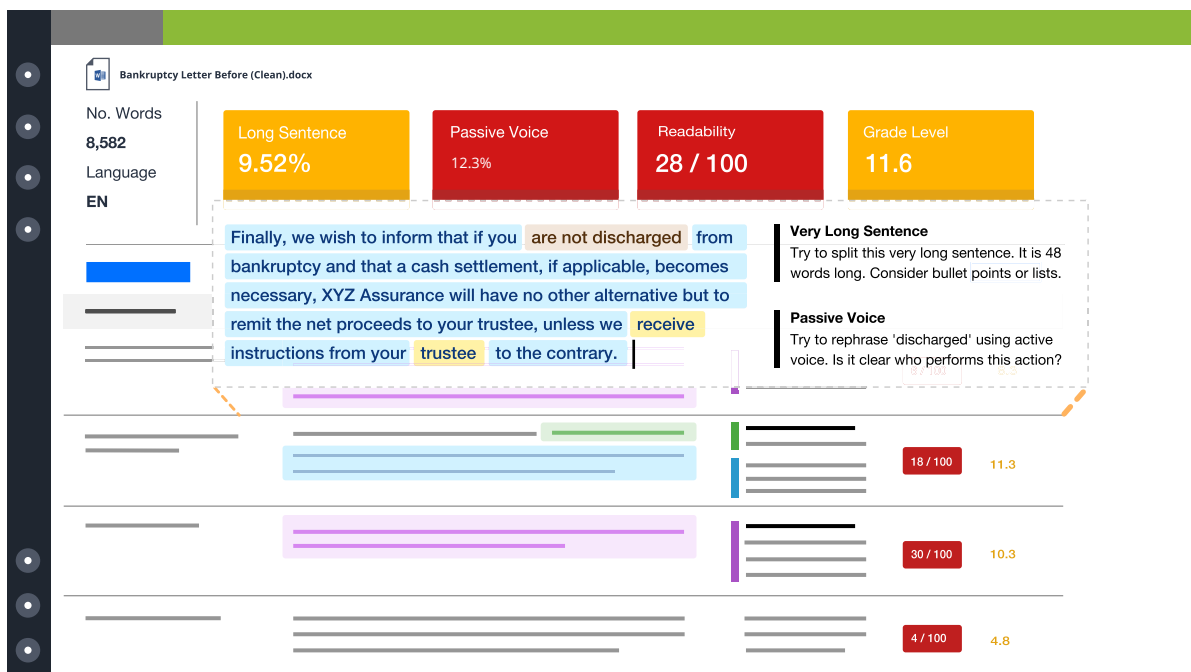 Bankruptcy Letter Before (Clean).docx
No. Words
8,582
Language
EN
Long Sentence
9.52%
Passive Voice
12.3%
Readability
28 / 100
Grade Level
11.6
Finally, we wish to inform that if you are not discharged from
bankruptcy and that a cash settlement, if applicable, becomes
necessary, XYZ Assurance will have no other alternative but to
remit the net proceeds to your trustee, unless we receive
instructions from your trustee to the contrary.
Very Long Sentence
Try to split this very long sentence. It is 48
words long. Consider bullet points or lists.
Passive Voice
Try to rephrase 'discharged' using active
voice. Is it clear who performs this action?
18 / 100
11.3
30 / 100
10.3
4 / 100
4.8